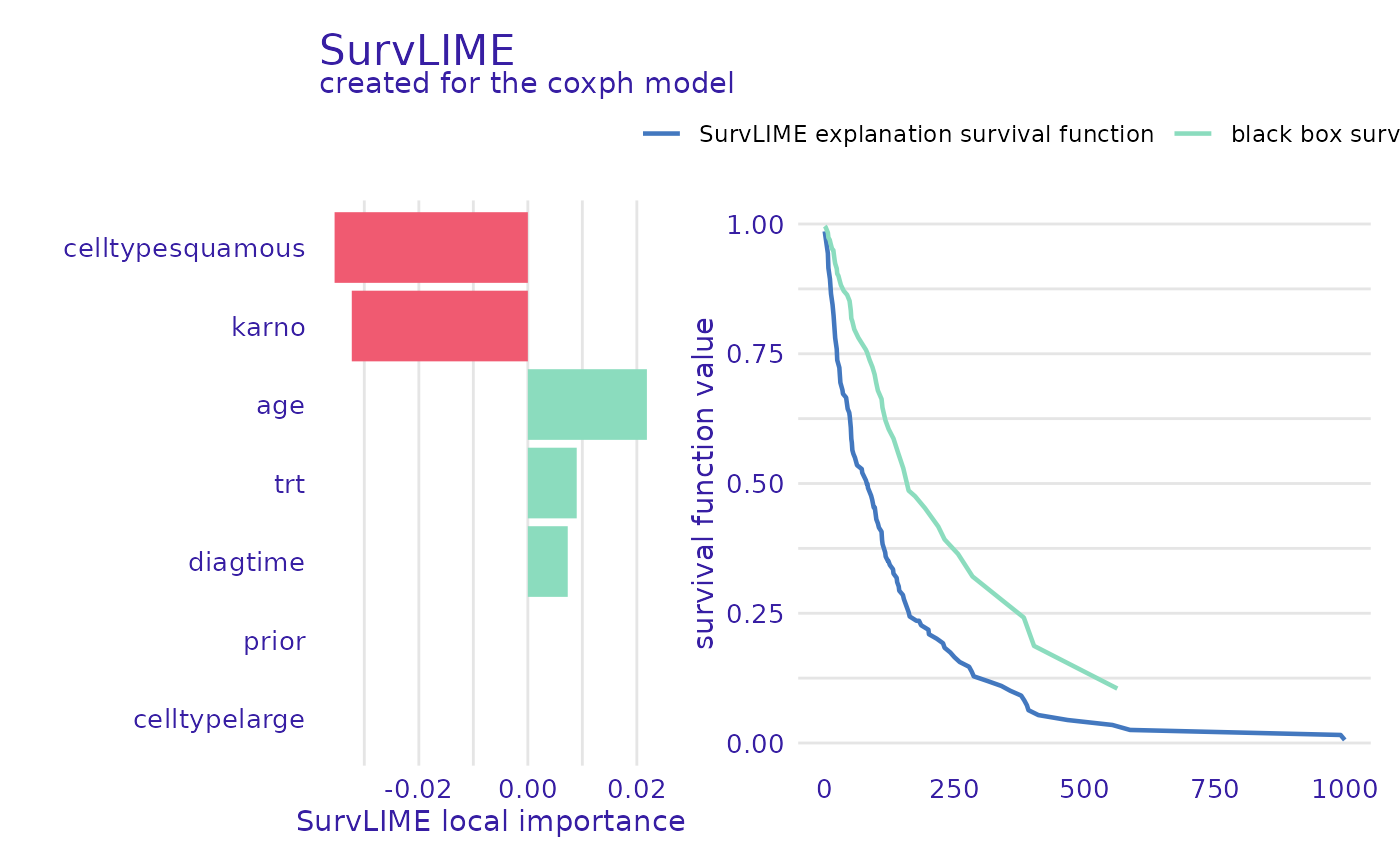 SurvLIME
created for the coxph model
SurvLIME explanation survival function
black box surv
celltypesquamous
karno
age
trt
diagtime
prior
celltypelarge
-0.02 0.00 0.02
SurvLIME local importance
survival function value
1.00
0.75
0.50
0.25
0.00
0 250 500 750 1000